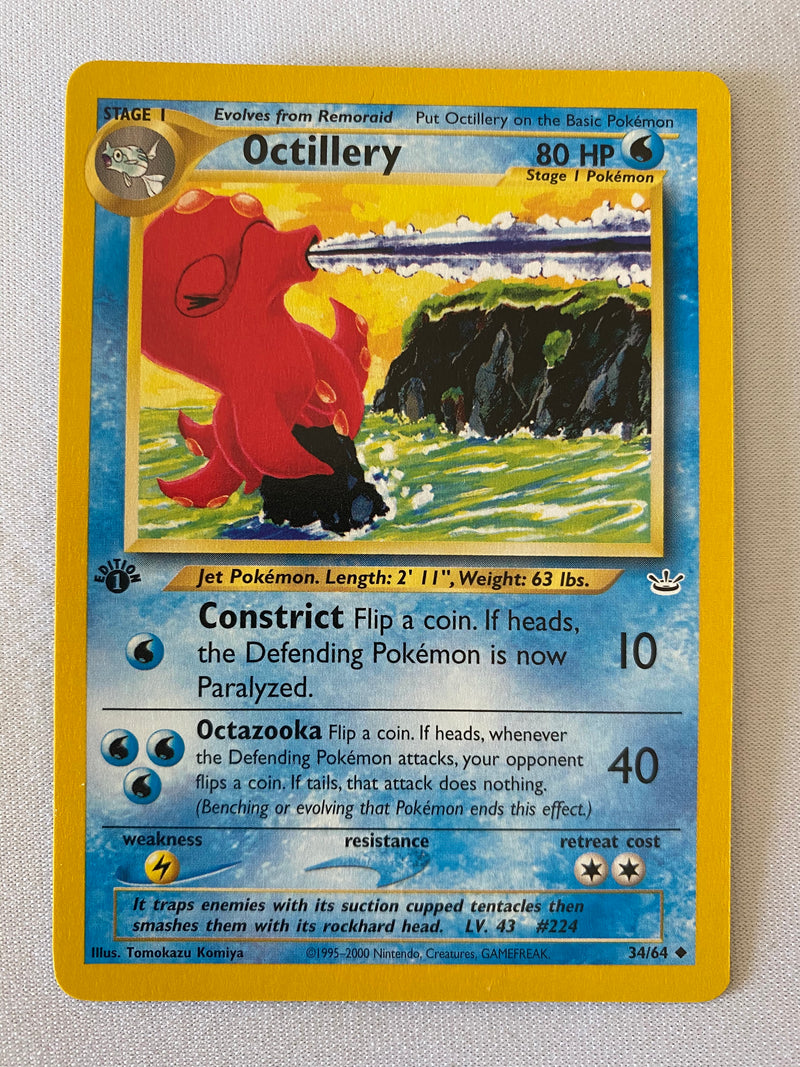 STAGE 1
Evolves from Remoraid Put Octillery on the Basic Pokémon
Octillery 80 HP
Stage 1 Pokémon
EDITION
1
Jet Pokémon. Length: 2' 11", Weight: 63 lbs.
Constrict Flip a coin. If heads,
the Defending Pokémon is now
Paralyzed.
10
Octazooka Flip a coin. If heads, whenever
the Defending Pokémon attacks, your opponent
flips a coin. If tails, that attack does nothing.
(Benching or evolving that Pokémon ends this effect.)
40
weakness resistance retreat cost
It traps enemies with its suction cupped tentacles then
smashes them with its rockhard head. LV. 43 #224
Illus. Tomokazu Komiya ©1995–2000 Nintendo, Creatures, GAMEFREAK. 34/64